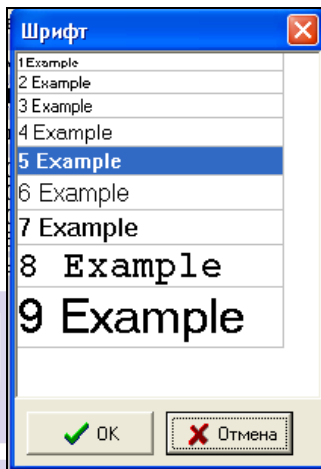 Шрифт
1 Example
2 Example
3 Example
4 Example
5 Example
6 Example
7 Example
8 Example
9 Example
OK
Отмена